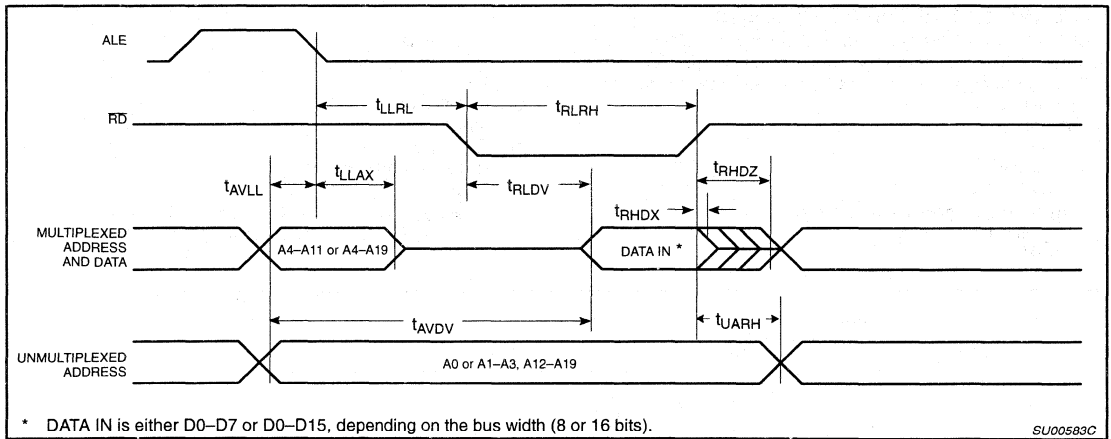 ALE
tLLRL
tRLRH
RD
tRHDZ
tAVLL
tLLAX
tRLDV
tRHDX
MULTIPLEXED
ADDRESS
AND DATA
A4–A11 or A4–A19
DATA IN *
tAVDV
tUARH
UNMULTIPLEXED
ADDRESS
A0 or A1–A3, A12–A19
* DATA IN is either D0–D7 or D0–D15, depending on the bus width (8 or 16 bits).
SU00583C